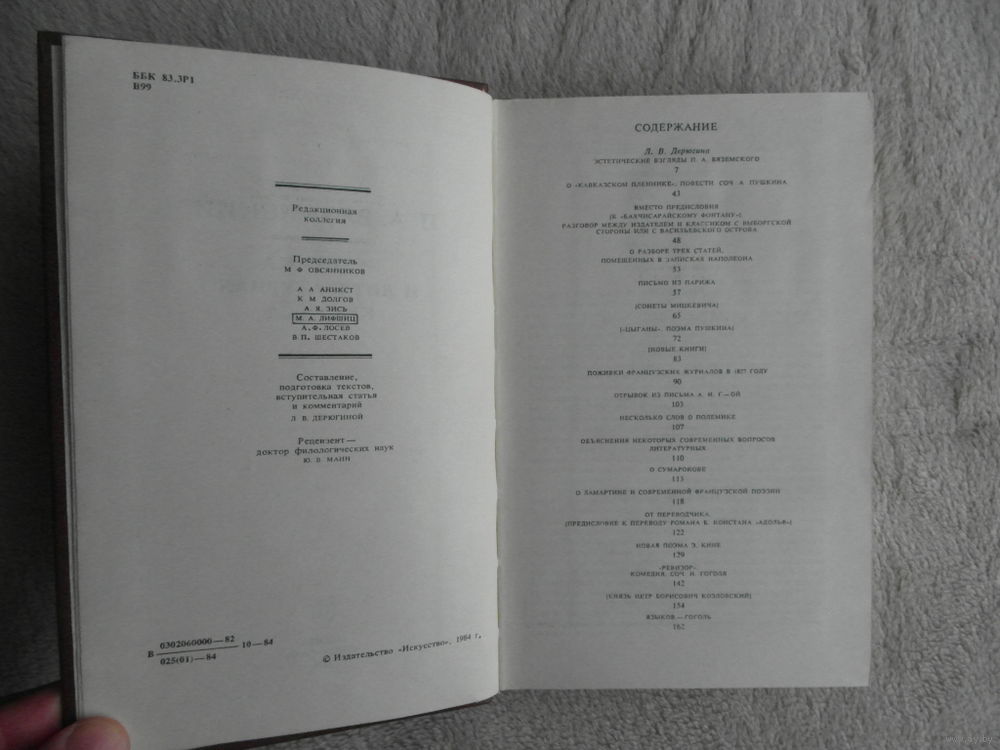 ББК 83.3Р1
В99
Редакционная
коллегия
Председатель
М Ф ОВСЯННИКОВ
А А АНИКСТ
К М ДОЛГОВ
А. Я. ЗИСЬ
М. А. ЛИФШИЦ
А. Ф. ЛОСЕВ
В П. ШЕСТАКОВ
Составление,
подготовка текстов,
вступительная статья
и комментарий
Л В. ДЕРЮГИНОЙ
Рецензент—
доктор филологических наук
Ю. В МАНН
В 0302060000—82 10—84
025(01)—84
© Издательство «Искусство», 1984 г.
СОДЕРЖАНИЕ
Л. В. Дерюгина
ЭСТЕТИЧЕСКИЕ ВЗГЛЯДЫ П. А. ВЯЗЕМСКОГО
7
О «КАВКАЗСКОМ ПЛЕННИКЕ», ПОВЕСТИ СОЧ. А. ПУШКИНА
43
ВМЕСТО ПРЕДИСЛОВИЯ
[К «БАХЧИСАРАЙСКОМУ ФОНТАНУ»]
РАЗГОВОР МЕЖДУ ИЗДАТЕЛЕМ И КЛАССИКОМ С ВЫБОРГСКОЙ
СТОРОНЫ ИЛИ С ВАСИЛЬЕВСКОГО ОСТРОВА
48
О РАЗБОРЕ ТРЕХ СТАТЕЙ,
ПОМЕЩЕННЫХ В ЗАПИСКАХ НАПОЛЕОНА
53
ПИСЬМО ИЗ ПАРИЖА
57
[СОНЕТЫ МИЦКЕВИЧА]
65
[«ЦЫГАНЫ». ПОЭМА ПУШКИНА]
72
[НОВЫЕ КНИГИ]
83
ПОЖИВКИ ФРАНЦУЗСКИХ ЖУРНАЛОВ В 1827 ГОДУ
90
ОТРЫВОК ИЗ ПИСЬМА А. И. Г—ОЙ
103
НЕСКОЛЬКО СЛОВ О ПОЛЕМИКЕ
107
ОБЪЯСНЕНИЯ НЕКОТОРЫХ СОВРЕМЕННЫХ ВОПРОСОВ
ЛИТЕРАТУРНЫХ
110
О СУМАРОКОВЕ
113
О ЛАМАРТИНЕ И СОВРЕМЕННОЙ ФРАНЦУЗСКОЙ ПОЭЗИИ
118
ОТ ПЕРЕВОДЧИКА.
[ПРЕДИСЛОВИЕ К ПЕРЕВОДУ РОМАНА Б. КОНСТАНА «АДОЛЬФ»]
122
НОВАЯ ПОЭМА Э. КИНЕ
129
«РЕВИЗОР».
КОМЕДИЯ, СОЧ. Н. ГОГОЛЯ
142
[КНЯЗЬ ПЕТР БОРИСОВИЧ КОЗЛОВСКИЙ]
154
ЯЗЫКОВ — ГОГОЛЬ
162